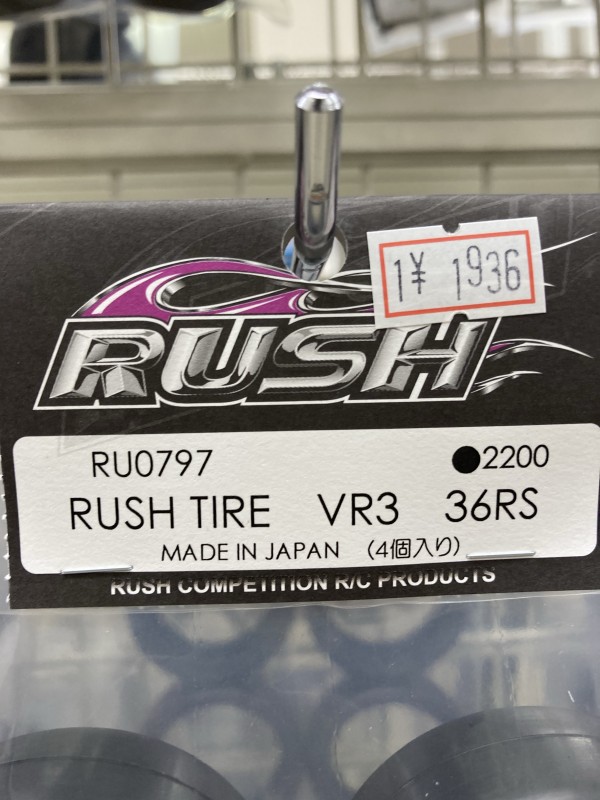 1¥ 1936
RUSH
RU0797 ●2200
RUSH TIRE VR3 36RS
MADE IN JAPAN (4個入り)
RUSH COMPETITION R/C PRODUCTS